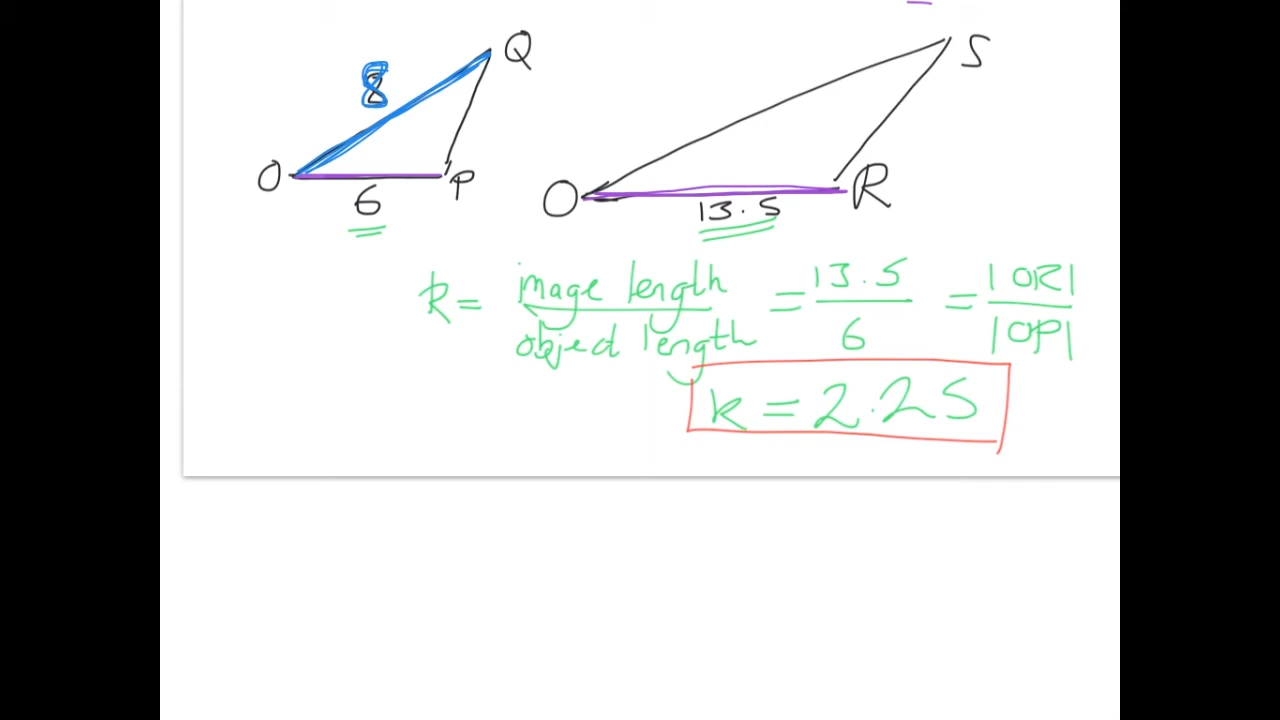 Q
S
8
O
P
6
O
R
13.5
k = image length / object length = 13.5 / 6 = |OR| / |OP|
k = 2.25